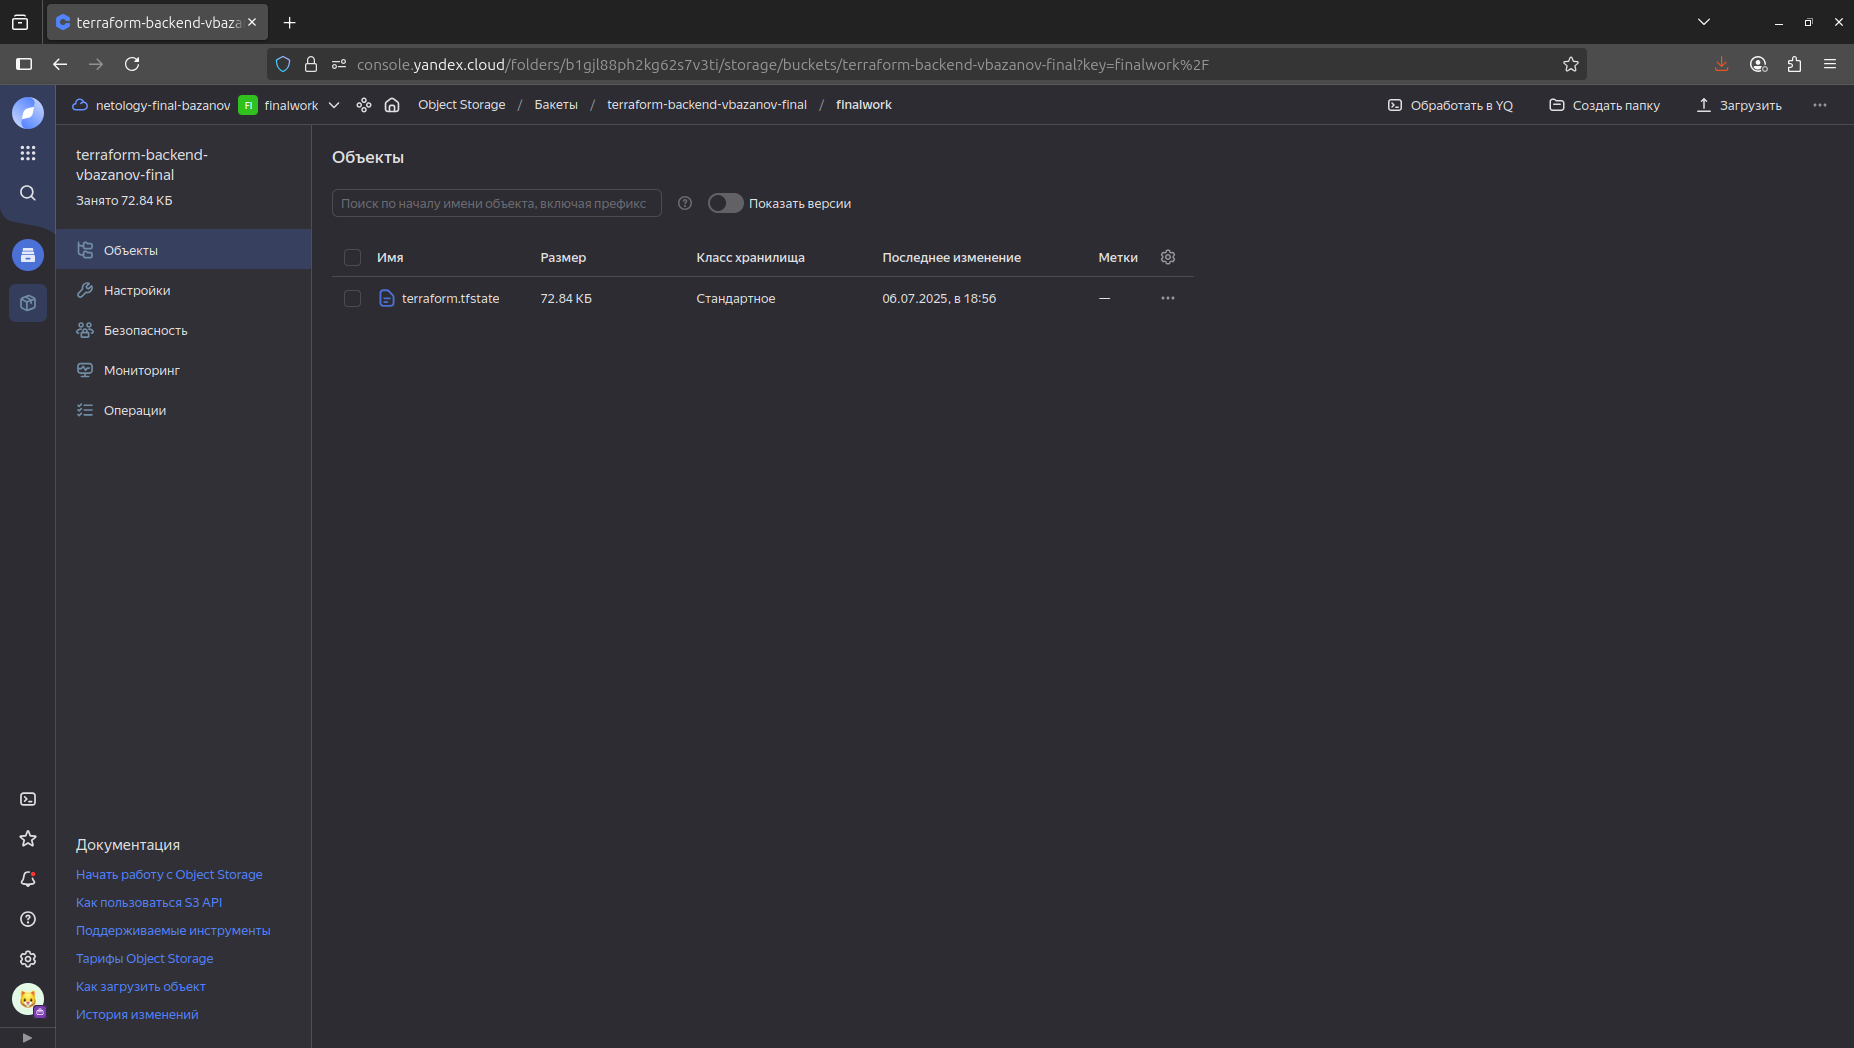 terraform-backend-vbaza
console.yandex.cloud/folders/b1gjl88ph2kg62s7v3ti/storage/buckets/terraform-backend-vbazanov-final?key=finalwork%2F
netology-final-bazanov FI finalwork Object Storage / Бакеты / terraform-backend-vbazanov-final / finalwork Обработать в YQ Создать папку Загрузить
terraform-backend-
vbazanov-final
Занято 72.84 КБ
Объекты
Настройки
Безопасность
Мониторинг
Операции
Объекты
Поиск по началу имени объекта, включая префикс Показать версии
Имя Размер Класс хранилища Последнее изменение Метки
terraform.tfstate 72.84 КБ Стандартное 06.07.2025, в 18:56 —
Документация
Начать работу с Object Storage
Как пользоваться S3 API
Поддерживаемые инструменты
Тарифы Object Storage
Как загрузить объект
История изменений